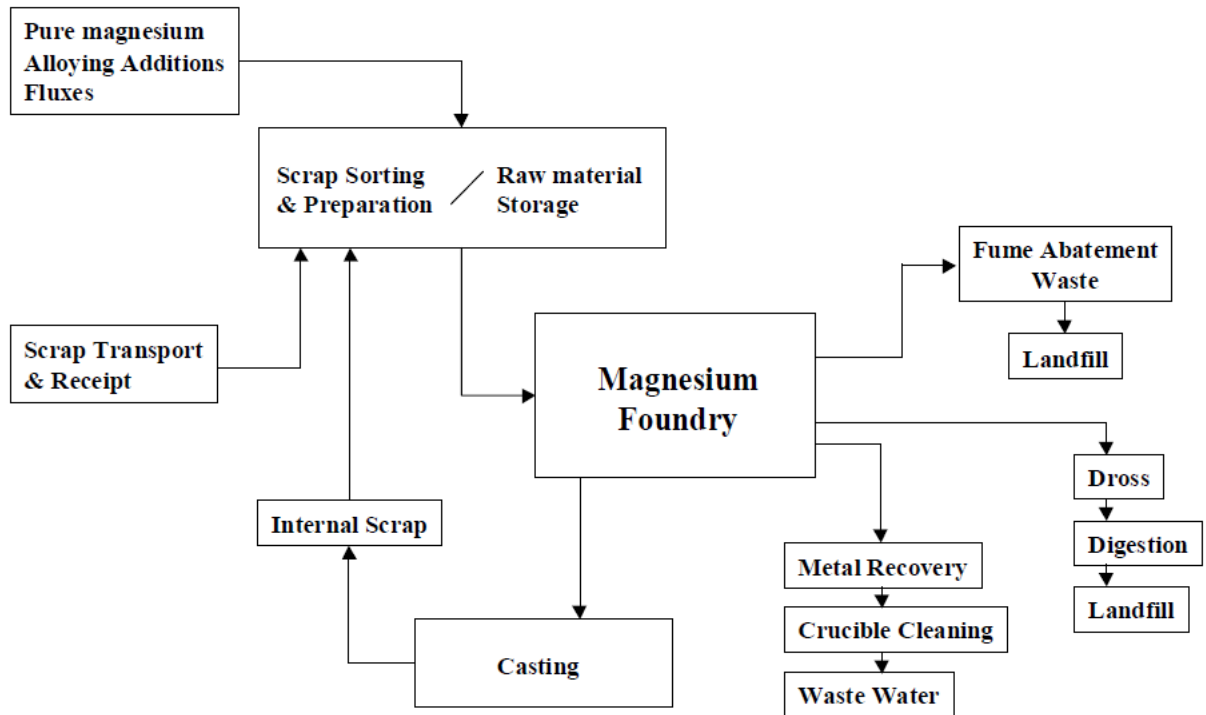 Pure magnesium
Alloying Additions
Fluxes
Scrap Sorting
& Preparation
/
Raw material
Storage
Fume Abatement
Waste
Landfill
Scrap Transport
& Receipt
Magnesium
Foundry
Dross
Digestion
Landfill
Internal Scrap
Metal Recovery
Crucible Cleaning
Waste Water
Casting